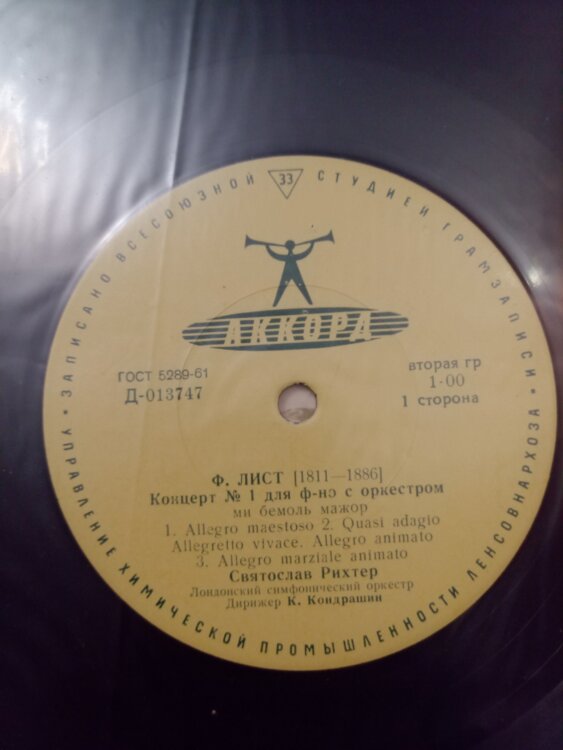 ЗАПИСАНО ВСЕСОЮЗНОЙ 33 СТУДИЕЙ ГРАМЗАПИСИ
АККОРД
ГОСТ 5289-61
Д-013747
вторая гр
1-00
1 сторона
Ф. ЛИСТ [1811—1886]
Концерт № 1 для ф-но с оркестром
ми бемоль мажор
1. Allegro maestoso 2. Quasi adagio
Allegretto vivace. Allegro animato
3. Allegro marziale animato
Святослав Рихтер
Лондонский симфонический оркестр
Дирижер К. Кондрашин
УПРАВЛЕНИЕ ХИМИЧЕСКОЙ ПРОМЫШЛЕННОСТИ ЛЕНСОВНАРХОЗА